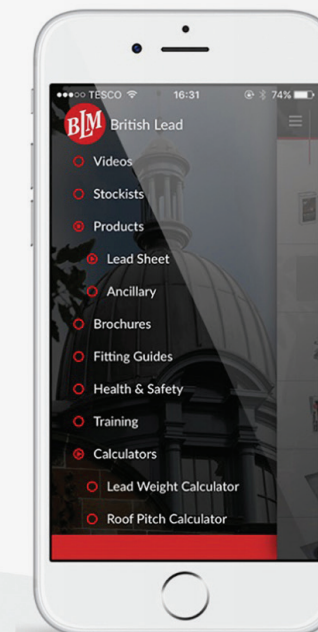 TESCO 16:31 74%
BLM British Lead
Videos
Stockists
Products
Lead Sheet
Ancillary
Brochures
Fitting Guides
Health & Safety
Training
Calculators
Lead Weight Calculator
Roof Pitch Calculator